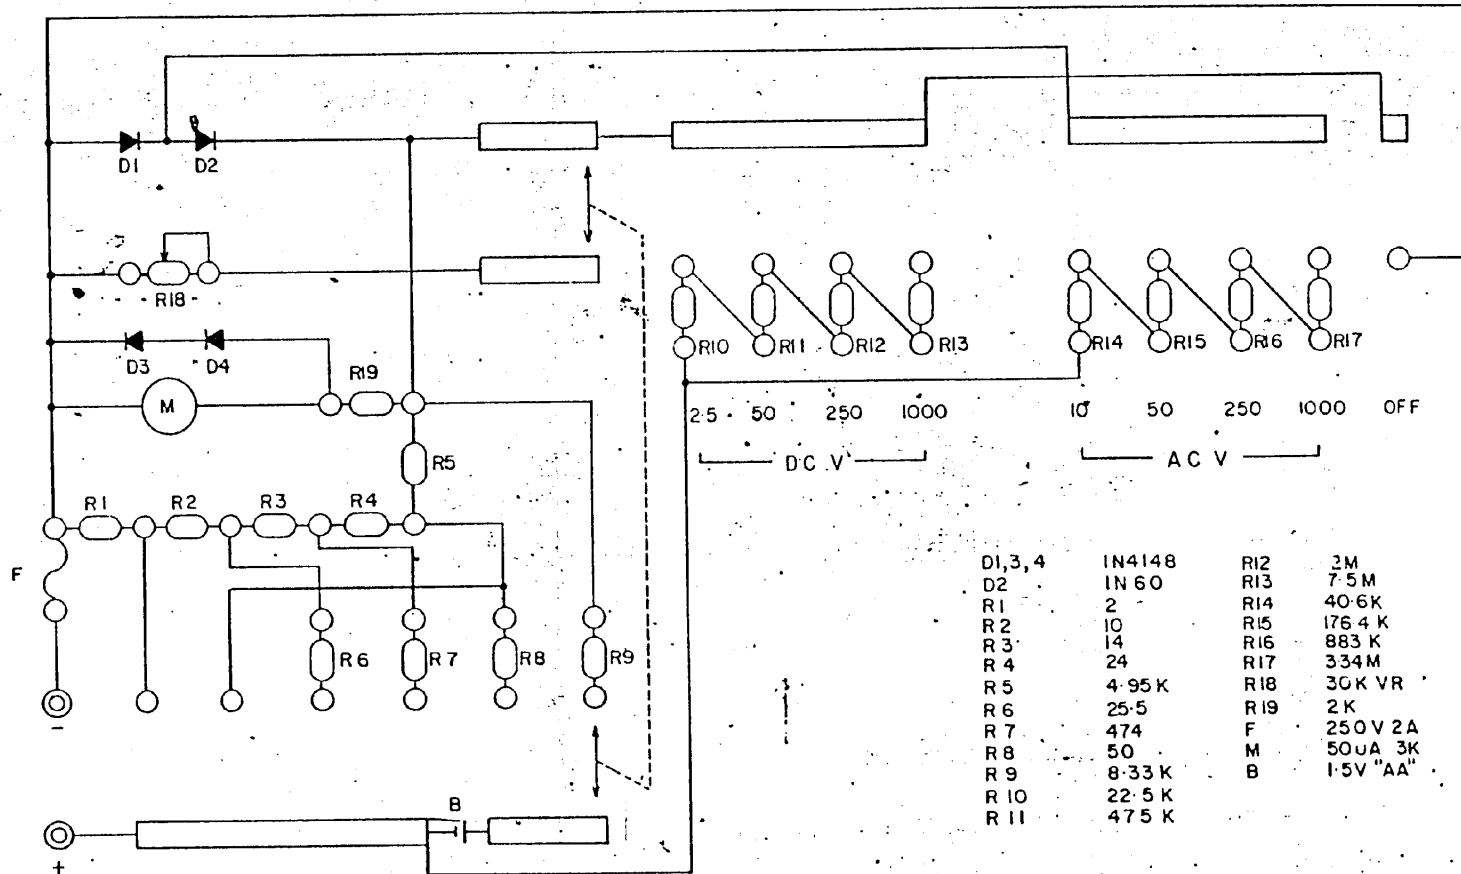 D1 D2
R18
D3 D4
R19
M
R10 R11 R12 R13 R14 R15 R16 R17
2.5 50 250 1000 10 50 250 1000 OFF
DC V AC V
R5
R1 R2 R3 R4
F
R6 R7 R8 R9
-
B
+
D1,3,4 1N4148
D2 1N60
R1 2
R2 10
R3 14
R4 24
R5 4.95K
R6 25.5
R7 474
R8 50
R9 8.33K
R10 22.5K
R11 475K
R12 2M
R13 7.5M
R14 40.6K
R15 176.4K
R16 883K
R17 3.34M
R18 30K VR
R19 2K
F 250V 2A
M 50uA 3K
B 1.5V "AA"